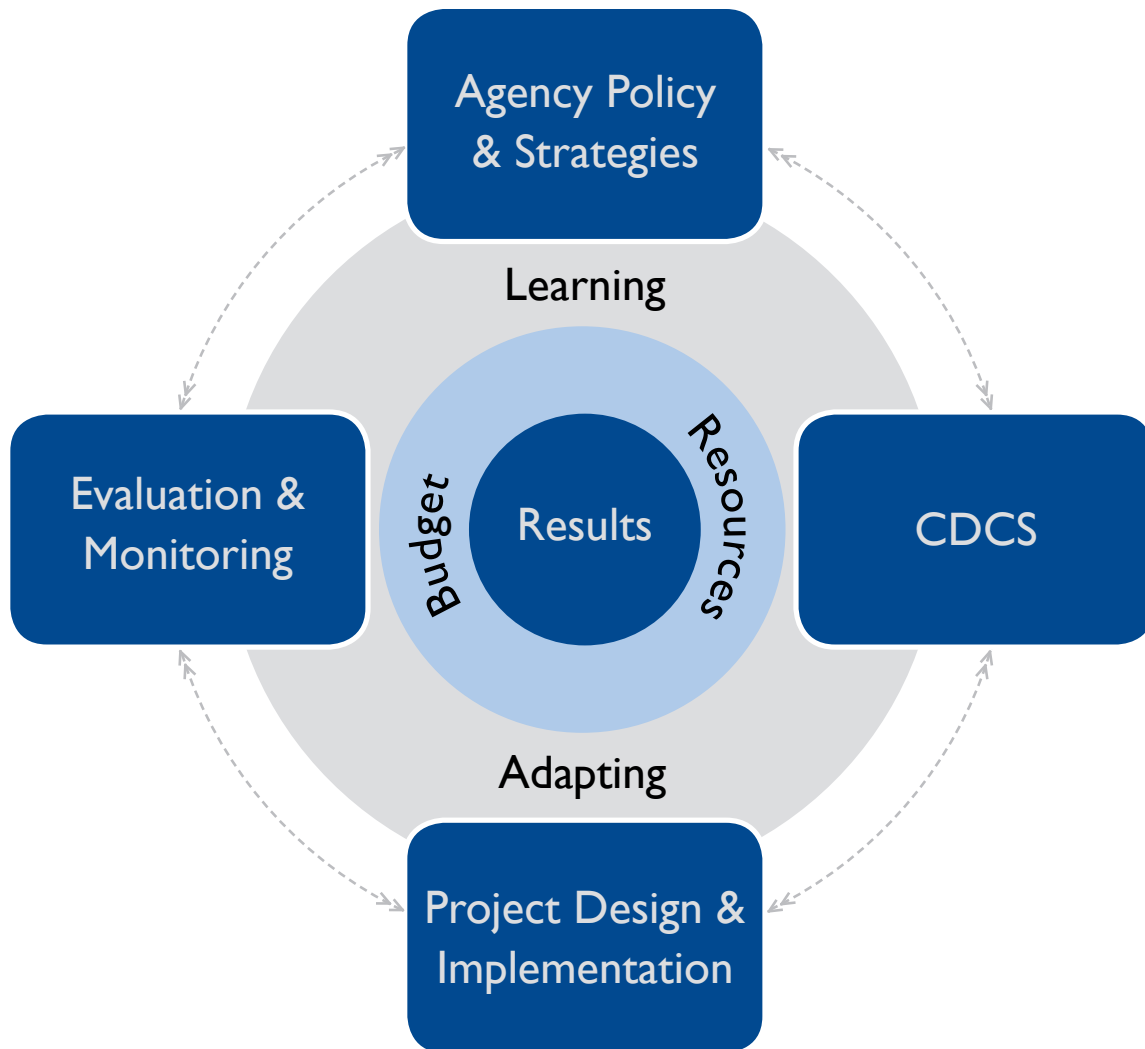 Agency Policy
& Strategies
Learning
Evaluation &
Monitoring
Budget
Results
Resources
CDCS
Adapting
Project Design &
Implementation